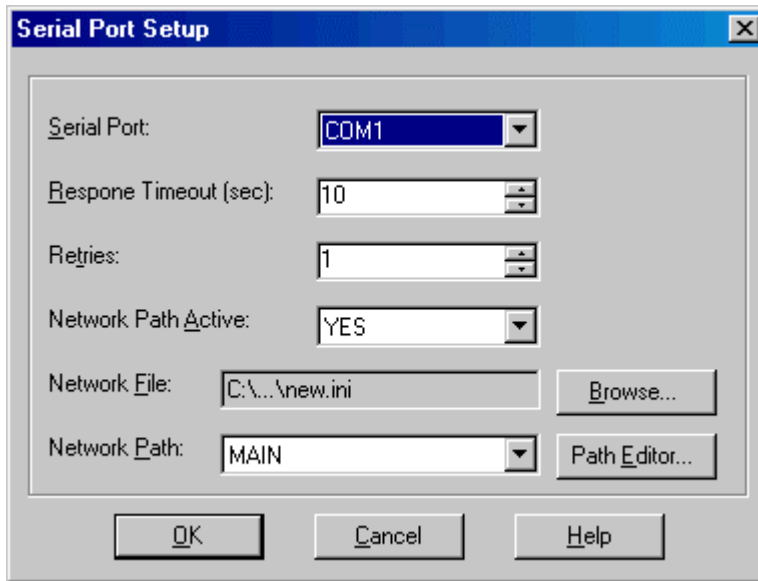 Serial Port Setup
Serial Port: COM1
Respone Timeout (sec): 10
Retries: 1
Network Path Active: YES
Network File: C:\...\new.ini Browse...
Network Path: MAIN Path Editor...
OK Cancel Help